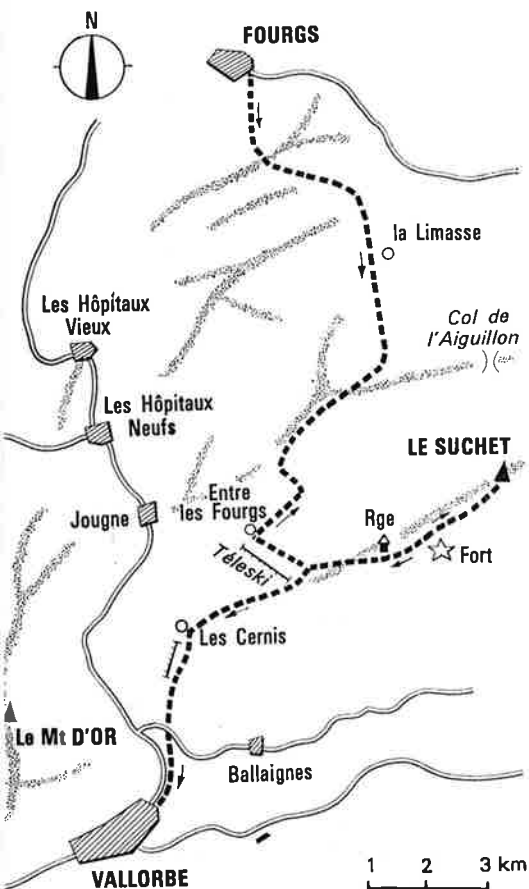 N
FOURGS
la Limasse
Col de
l'Aiguillon
Les Hôpitaux
Vieux
Les Hôpitaux
Neufs
LE SUCHET
Entre
les Fourgs
Rge
Jougne
Fort
Téleski
Les Cernis
Le Mt D'OR
Ballaignes
VALLORBE
1 2 3 km